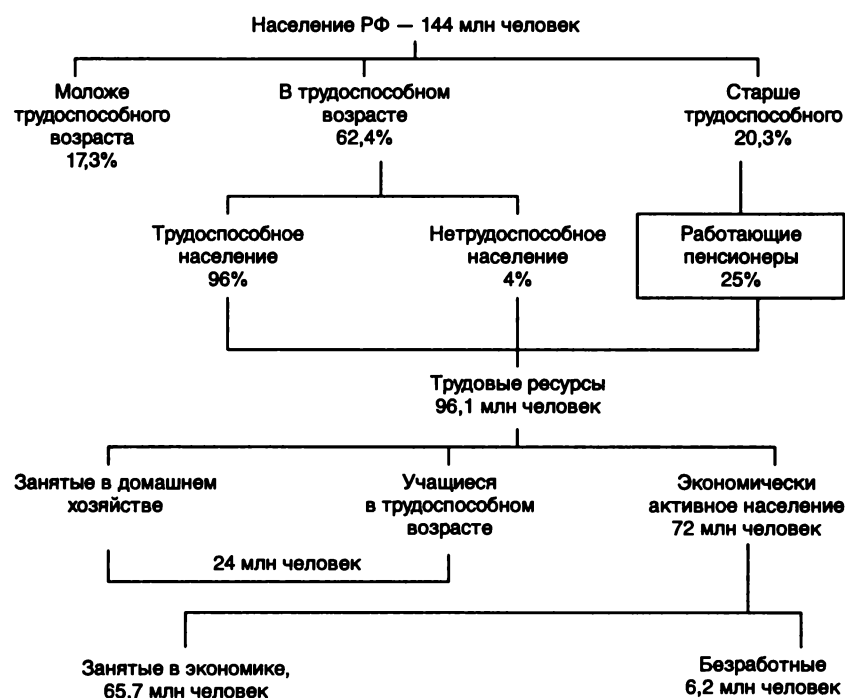 Население РФ — 144 млн человек
Моложе
трудоспособного
возраста
17,3%
В трудоспособном
возрасте
62,4%
Старше
трудоспособного
20,3%
Трудоспособное
население
96%
Нетрудоспособное
население
4%
Работающие
пенсионеры
25%
Трудовые ресурсы
96,1 млн человек
Занятые в домашнем
хозяйстве
Учащиеся
в трудоспособном
возрасте
Экономически
активное население
72 млн человек
24 млн человек
Занятые в экономике,
65,7 млн человек
Безработные
6,2 млн человек